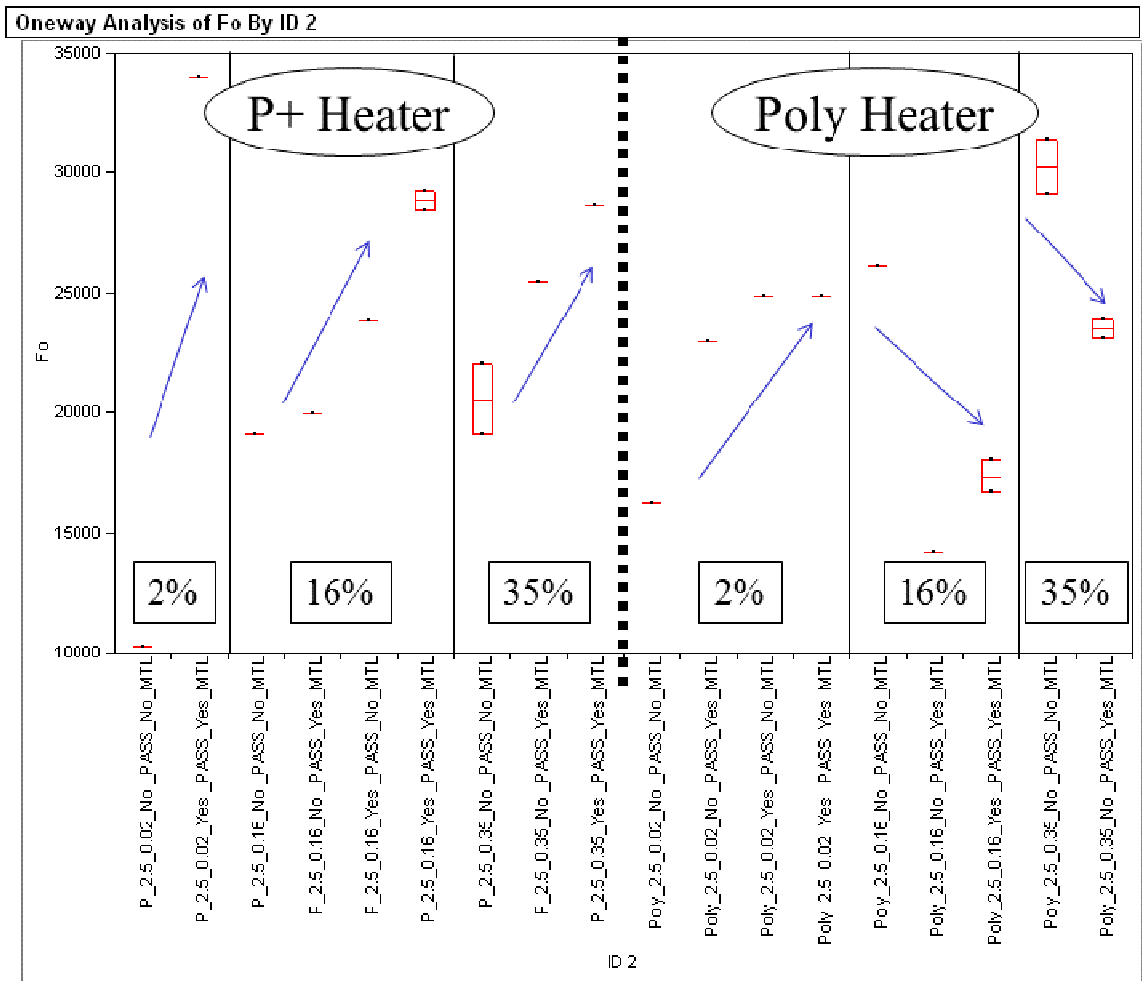 Oneway Analysis of Fo By ID 2
35000
30000
25000
20000
15000
10000
Fo
P+ Heater
Poly Heater
2%
16%
35%
2%
16%
35%
P_2.5_0.02_No_PASS_No_MTL
P_2.5_0.02_Yes_PASS_Yes_MTL
P_2.5_0.16_No_PASS_No_MTL
F_2.5_0.16_No_PASS_Yes_MTL
P_2.5_0.16_Yes_PASS_No_MTL
P_2.5_0.16_Yes_PASS_Yes_MTL
P_2.5_0.35_No_PASS_No_MTL
F_2.5_0.35_No_PASS_Yes_MTL
P_2.5_0.35_Yes_PASS_Yes_MTL
Poy_2.5_0.02_No_PASS_No_MTL
Poly_2.5_0.02_No_PASS_Yes_MTL
Poly_2.5_0.02_Yes_PASS_No_MTL
Poly_2.5_0.02_Yes PASS_Yes_MTL
Poy_2.5_0.16_No_PASS_No_MTL
Poly_2.5_0.16_No_PASS_Yes_MTL
Poly_2.5_0.16_Yes_PASS_Yes_MTL
Poy_2.5_0.35_No_PASS_No_MTL
Poly_2.5_0.35_No_PASS_Yes_MTL
ID 2